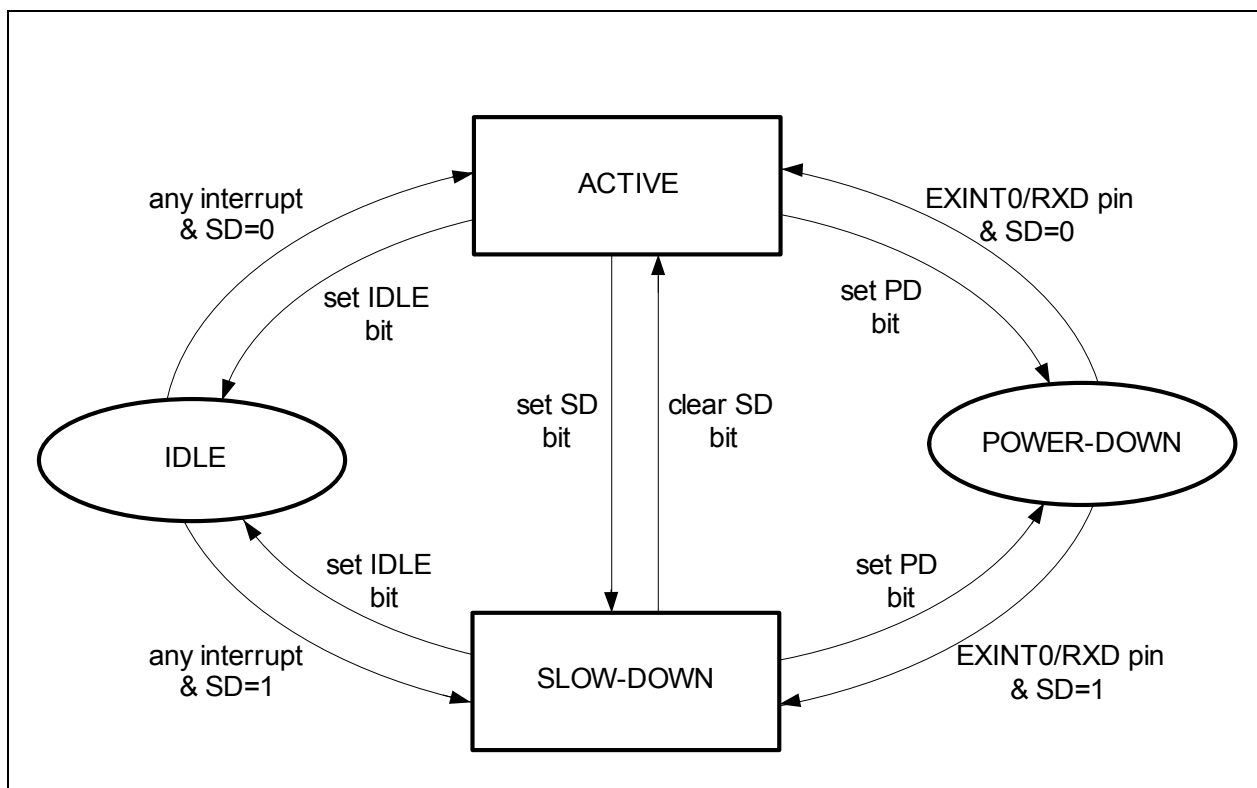 ACTIVE
any interrupt
& SD=0
EXINT0/RXD pin
& SD=0
set IDLE
bit
set PD
bit
set SD
bit
clear SD
bit
IDLE
POWER-DOWN
set IDLE
bit
set PD
bit
any interrupt
& SD=1
SLOW-DOWN
EXINT0/RXD pin
& SD=1